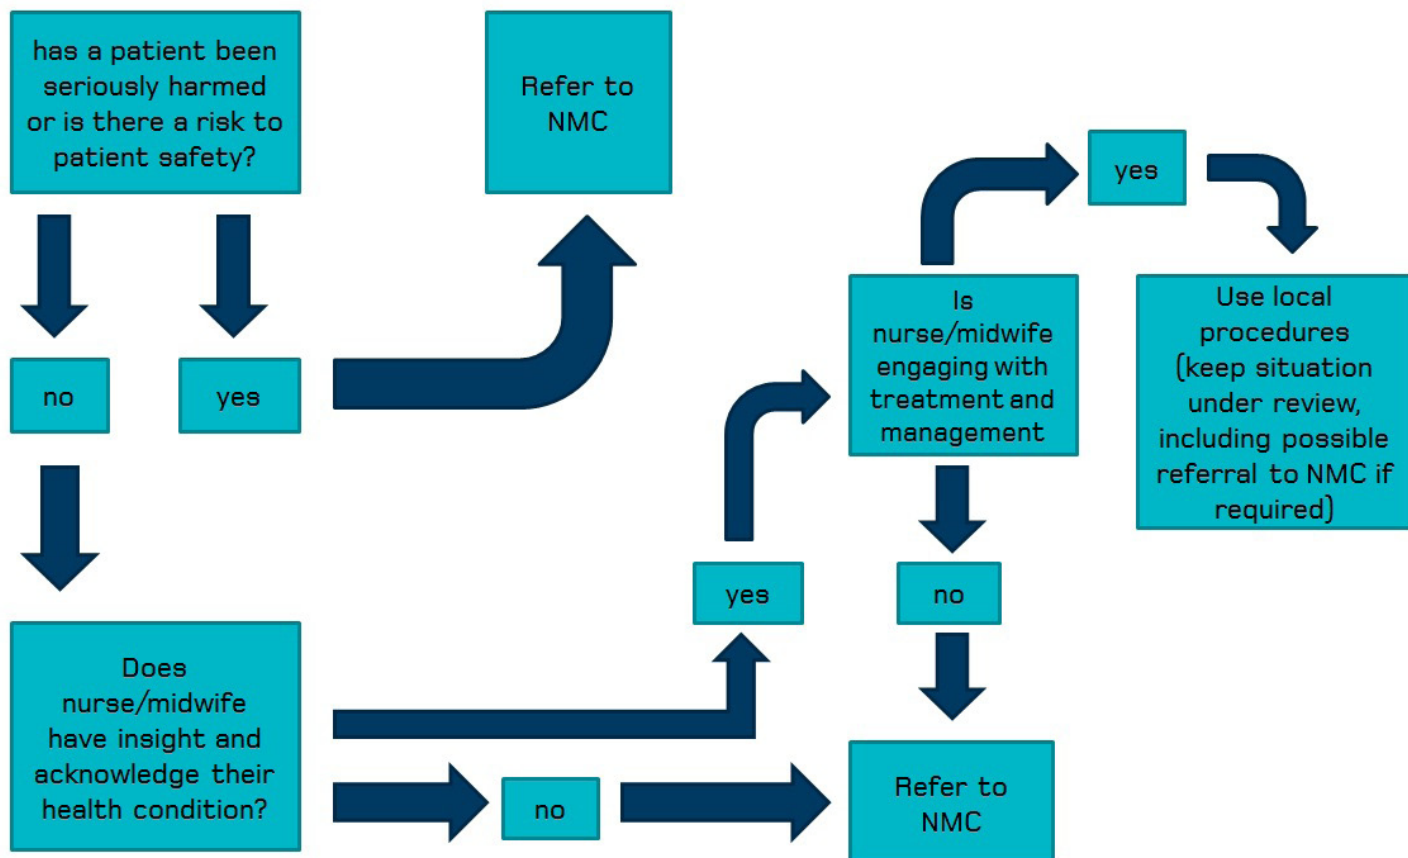 has a patient been
seriously harmed
or is there a risk to
patient safety?
Refer to
NMC
no
yes
Does
nurse/midwife
have insight and
acknowledge their
health condition?
yes
no
Is
nurse/midwife
engaging with
treatment and
management
yes
Use local
procedures
(keep situation
under review,
including possible
referral to NMC if
required)
no
Refer to
NMC